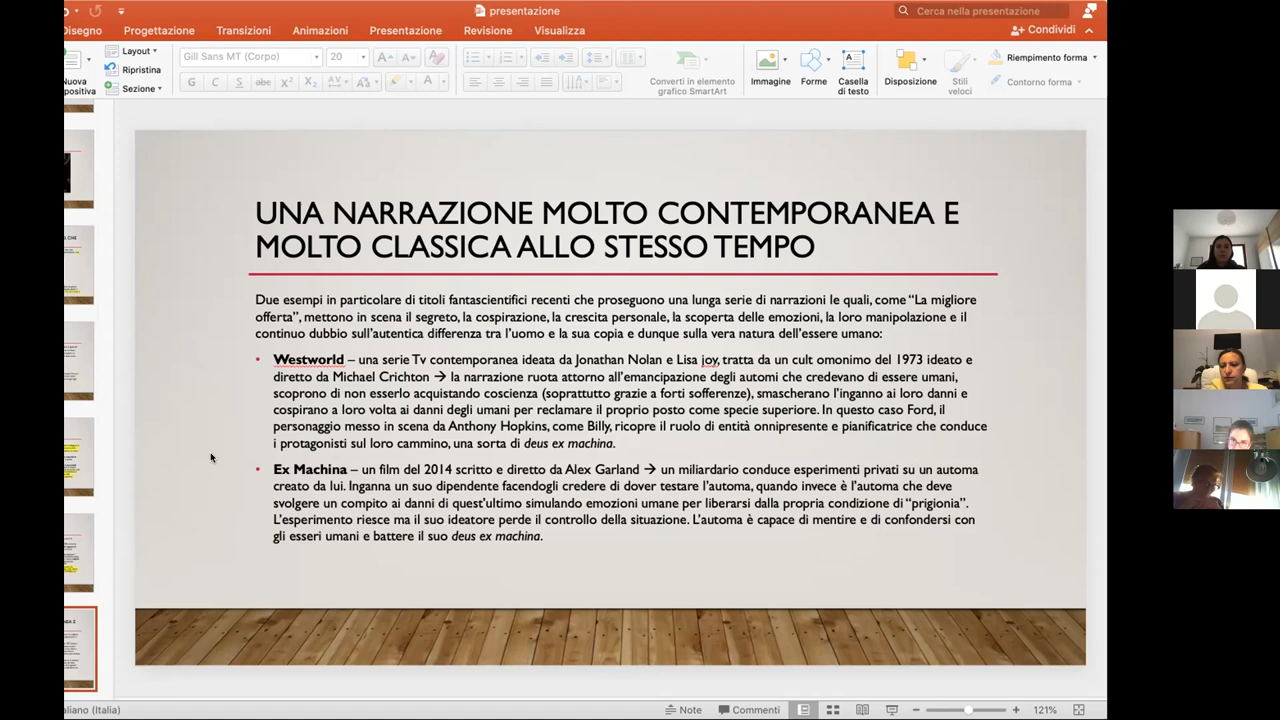 presentazione
Cerca nella presentazione
Disegno
Progettazione
Transizioni
Animazioni
Presentazione
Revisione
Visualizza
Condividi
Layout
Ripristina
Sezione
Nuova
Gill Sans MT (Corpo)
20
G C S abc X² X₂
Converti in elemento
grafico SmartArt
Immagine
Forme
Casella
di testo
Disposizione
Stili
veloci
Riempimento forma
Contorno forma
UNA NARRAZIONE MOLTO CONTEMPORANEA E
MOLTO CLASSICA ALLO STESSO TEMPO
Due esempi in particolare di titoli fantascientifici recenti che proseguono una lunga serie di narrazioni le quali, come “La migliore
offerta”, mettono in scena il segreto, la cospirazione, la crescita personale, la scoperta delle emozioni, la loro manipolazione e il
continuo dubbio sull’autentica differenza tra l’uomo e la sua copia e dunque sulla vera natura dell’essere umano:
• Westworld – una serie Tv contemporanea ideata da Jonathan Nolan e Lisa joy, tratta da un cult omonimo del 1973 ideato e
diretto da Michael Crichton → la narrazione ruota attorno all’emancipazione degli automi che credevano di essere umani,
scoprono di non esserlo acquistando coscienza (soprattutto grazie a forti sofferenze), smascherano l’inganno ai loro danni e
cospirano a loro volta ai danni degli umani per reclamare il proprio posto come specie superiore. In questo caso Ford, il
personaggio messo in scena da Anthony Hopkins, come Billy, ricopre il ruolo di entità onnipresente e pianificatrice che conduce
i protagonisti sul loro cammino, una sorta di deus ex machina.
• Ex Machina – un film del 2014 scritto e diretto da Alex Garland → un miliardario conduce esperimenti privati su un automa
creato da lui. Inganna un suo dipendente facendogli credere di dover testare l’automa, quando invece è l’automa che deve
svolgere un compito ai danni di quest’ultimo simulando emozioni umane per liberarsi dalla propria condizione di “prigionia”.
L’esperimento riesce ma il suo ideatore perde il controllo della situazione. L’automa è capace di mentire e di confondersi con
gli esseri umani e battere il suo deus ex machina.
aliano (Italia)
Note
Commenti
121%